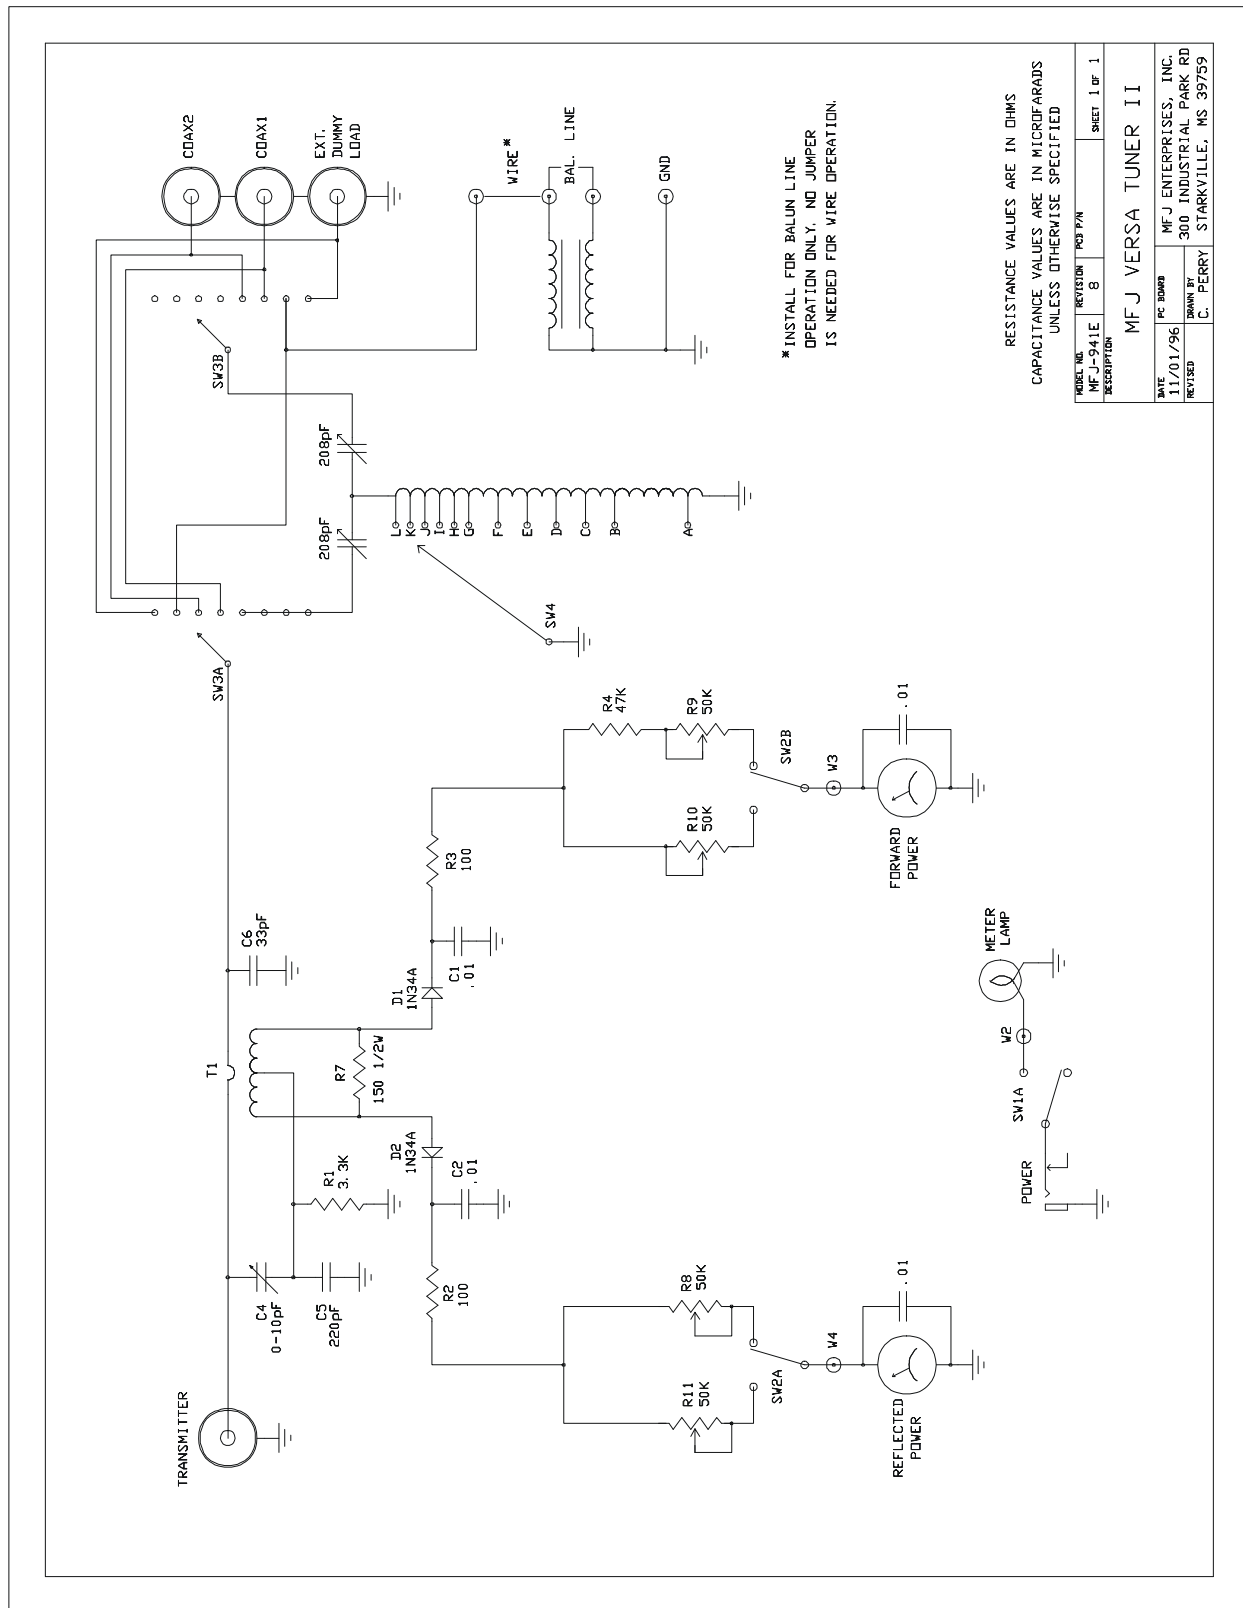 TRANSMITTER
C4
0-10pF
C5
220pF
R1
3.3K
T1
C6
33pF
R7
150 1/2W
D2
1N34A
C2
.01
D1
1N34A
C1
.01
R2
100
R3
100
R11
50K
R8
50K
SW2A
W4
REFLECTED
POWER
.01
R10
50K
R4
47K
R9
50K
SW2B
W3
FORWARD
POWER
.01
POWER
SW1A
W2
METER
LAMP
SW3A
SW3B
208pF
208pF
L
K
J
I
H
G
F
E
D
C
B
A
SW4
COAX2
COAX1
EXT.
DUMMY
LOAD
WIRE*
BAL. LINE
GND
*INSTALL FOR BALUN LINE
OPERATION ONLY. NO JUMPER
IS NEEDED FOR WIRE OPERATION.
RESISTANCE VALUES ARE IN OHMS
CAPACITANCE VALUES ARE IN MICROFARADS
UNLESS OTHERWISE SPECIFIED
MODEL NO.
MFJ-941E
REVISION
8
PCB P/N
SHEET 1 OF 1
DESCRIPTION
MFJ VERSA TUNER II
DATE
11/01/96
PC BOARD
MFJ ENTERPRISES, INC.
300 INDUSTRIAL PARK RD
STARKVILLE, MS 39759
REVISED
DRAWN BY
C. PERRY